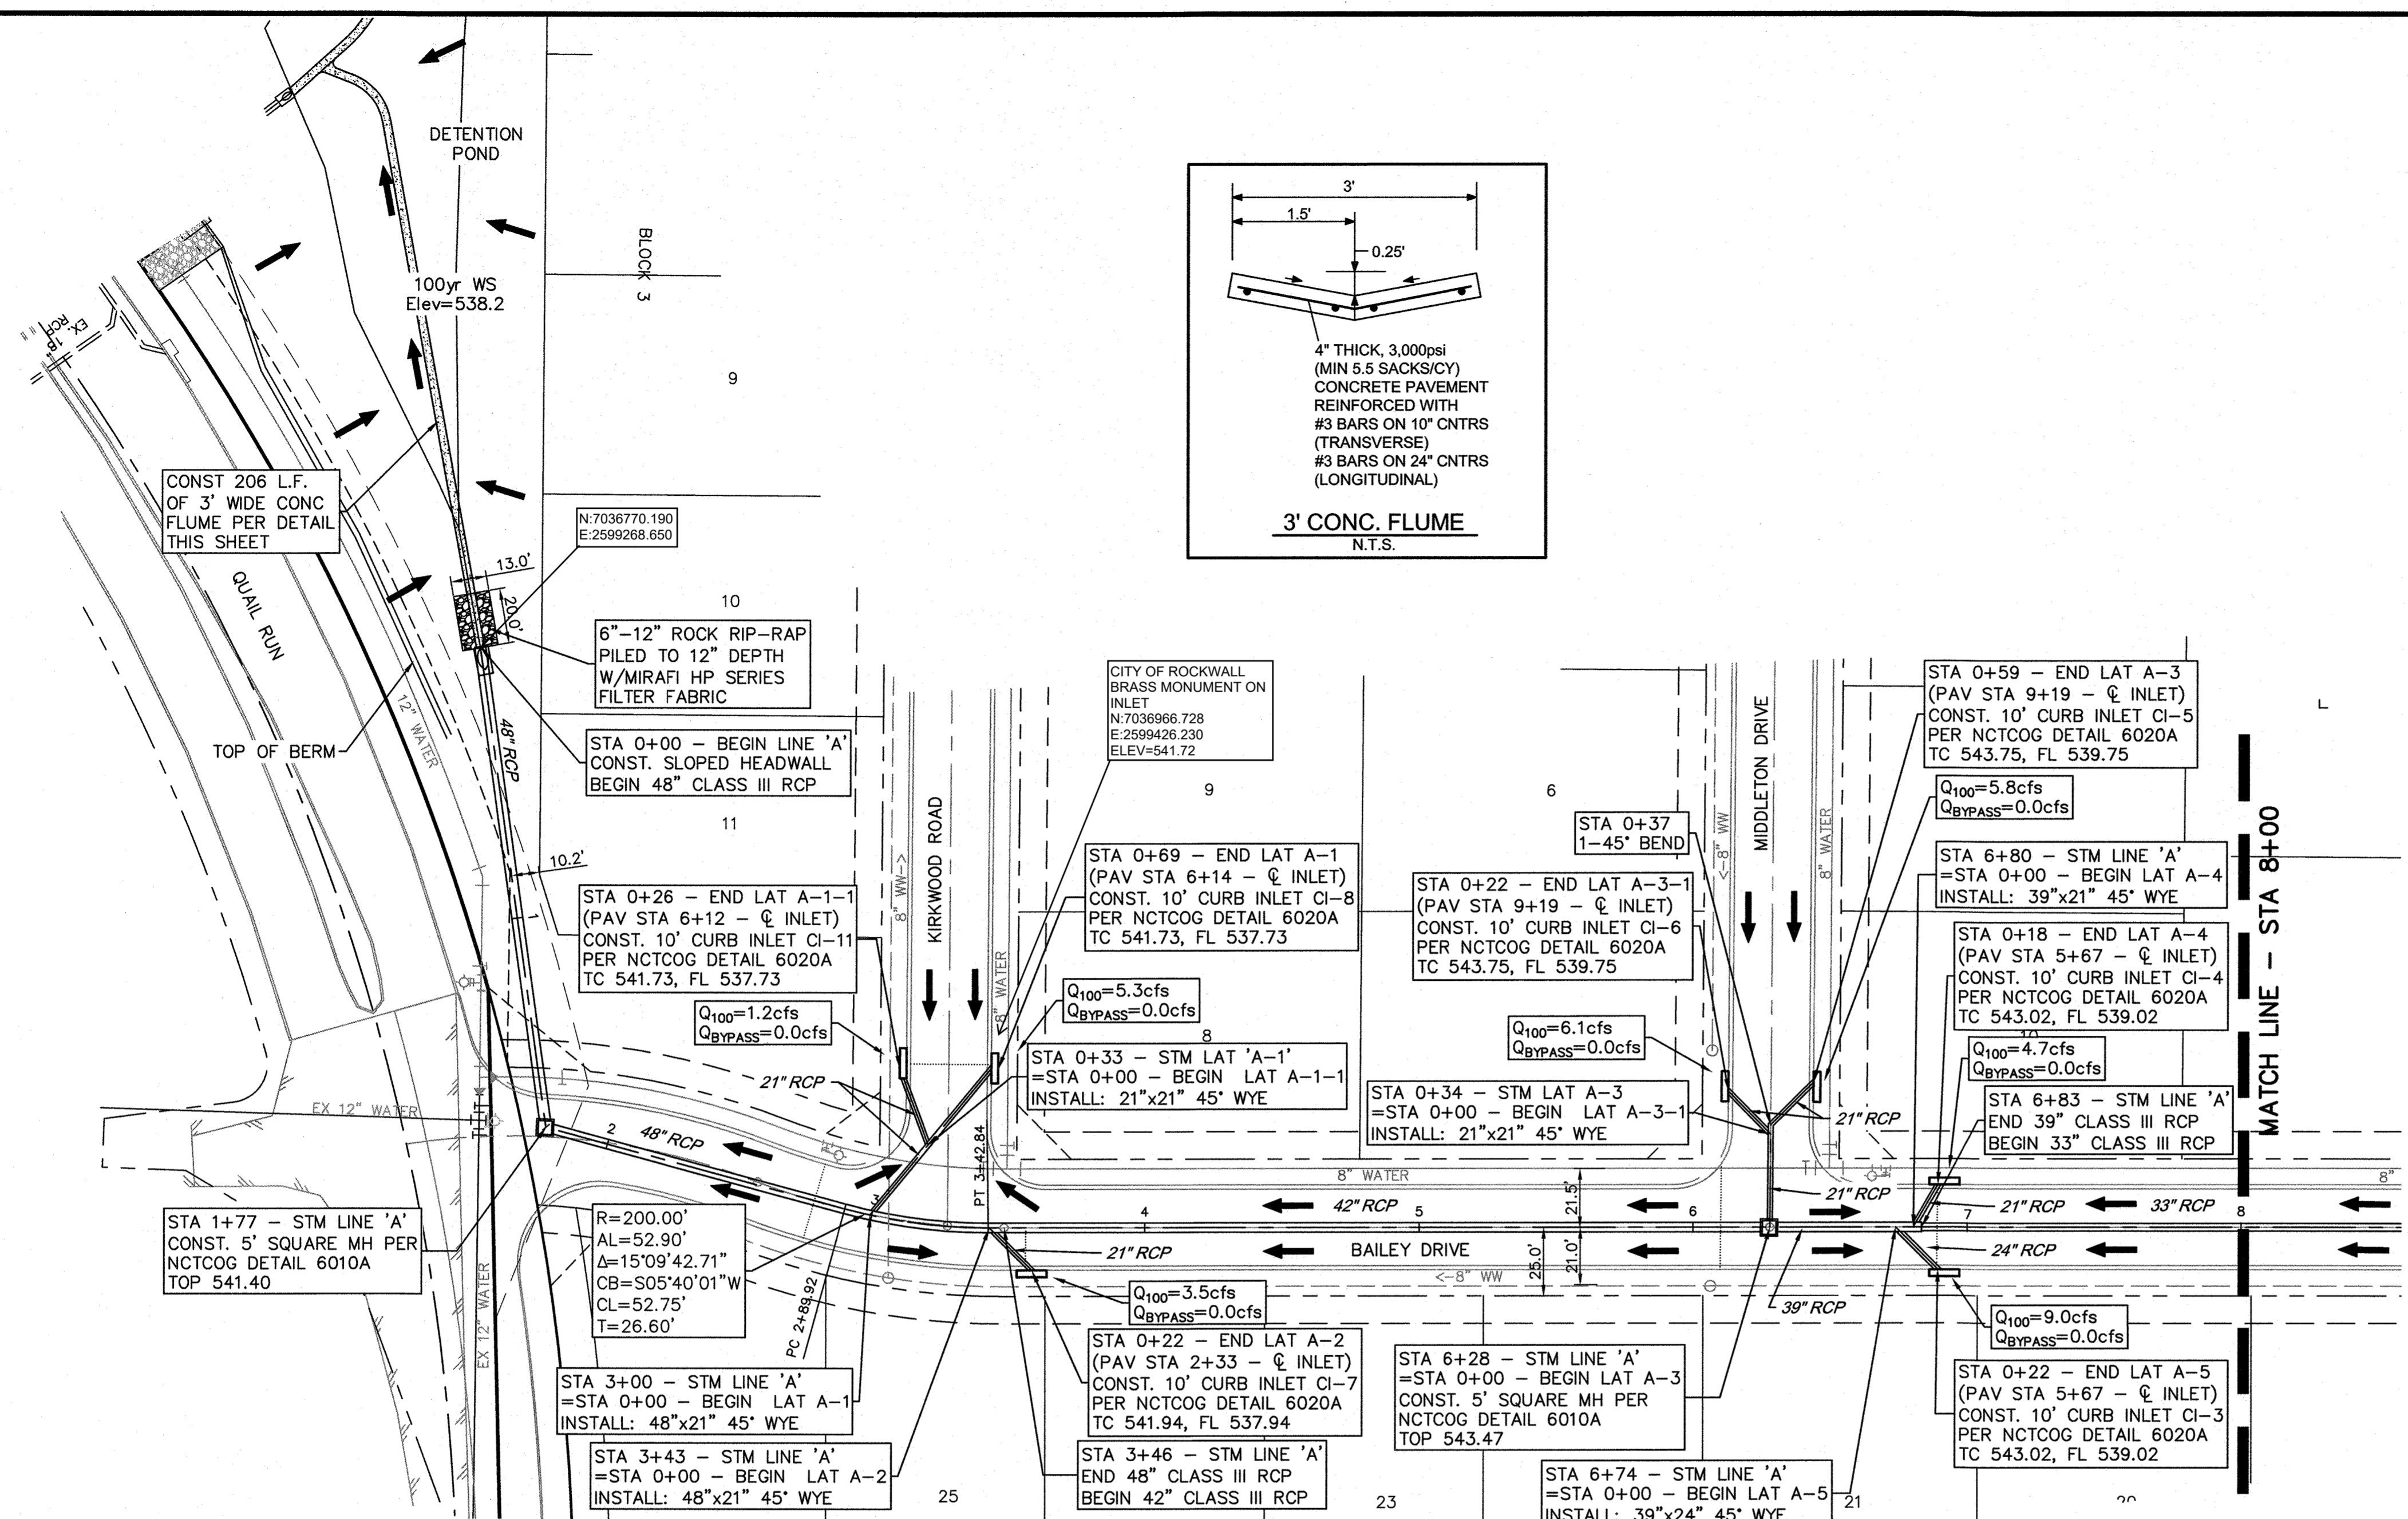 DETENTION
POND
100yr WS
Elev=538.2
BLOCK 3
9
EX. 18"
RCP
CONST 206 L.F.
OF 3' WIDE CONC
FLUME PER DETAIL
THIS SHEET
QUAIL RUN
N:7036770.190
E:2599268.650
13.0'
20.0'
10
6"-12" ROCK RIP-RAP
PILED TO 12" DEPTH
W/MIRAFI HP SERIES
FILTER FABRIC
TOP OF BERM
12" WATER
48" RCP
STA 0+00 - BEGIN LINE 'A'
CONST. SLOPED HEADWALL
BEGIN 48" CLASS III RCP
11
10.2'
1
3'
1.5'
0.25'
4" THICK, 3,000psi
(MIN 5.5 SACKS/CY)
CONCRETE PAVEMENT
REINFORCED WITH
#3 BARS ON 10" CNTRS
(TRANSVERSE)
#3 BARS ON 24" CNTRS
(LONGITUDINAL)
3' CONC. FLUME
N.T.S.
CITY OF ROCKWALL
BRASS MONUMENT ON
INLET
N:7036966.728
E:2599426.230
ELEV=541.72
9
6
STA 0+26 - END LAT A-1-1
(PAV STA 6+12 - ℄ INLET)
CONST. 10' CURB INLET CI-11
PER NCTCOG DETAIL 6020A
TC 541.73, FL 537.73
8" WW->
KIRKWOOD ROAD
8" WATER
STA 0+69 - END LAT A-1
(PAV STA 6+14 - ℄ INLET)
CONST. 10' CURB INLET CI-8
PER NCTCOG DETAIL 6020A
TC 541.73, FL 537.73
Q100=1.2cfs
QBYPASS=0.0cfs
Q100=5.3cfs
QBYPASS=0.0cfs
8
STA 0+33 - STM LAT 'A-1'
=STA 0+00 - BEGIN LAT A-1-1
INSTALL: 21"x21" 45° WYE
21" RCP
STA 0+37
1-45° BEND
STA 0+22 - END LAT A-3-1
(PAV STA 9+19 - ℄ INLET)
CONST. 10' CURB INLET CI-6
PER NCTCOG DETAIL 6020A
TC 543.75, FL 539.75
<-8" WW
MIDDLETON DRIVE
8" WATER
Q100=6.1cfs
QBYPASS=0.0cfs
STA 0+34 - STM LAT A-3
=STA 0+00 - BEGIN LAT A-3-1
INSTALL: 21"x21" 45° WYE
STA 0+59 - END LAT A-3
(PAV STA 9+19 - ℄ INLET)
CONST. 10' CURB INLET CI-5
PER NCTCOG DETAIL 6020A
TC 543.75, FL 539.75
Q100=5.8cfs
QBYPASS=0.0cfs
STA 6+80 - STM LINE 'A'
=STA 0+00 - BEGIN LAT A-4
INSTALL: 39"x21" 45° WYE
STA 0+18 - END LAT A-4
(PAV STA 5+67 - ℄ INLET)
CONST. 10' CURB INLET CI-4
PER NCTCOG DETAIL 6020A
TC 543.02, FL 539.02
Q100=4.7cfs
QBYPASS=0.0cfs
STA 6+83 - STM LINE 'A'
END 39" CLASS III RCP
BEGIN 33" CLASS III RCP
MATCH LINE - STA 8+00
21" RCP
EX 12" WATER
2
48" RCP
3
PT 3+42.84
8" WATER
8"
4
42" RCP
5
21.5'
6
21" RCP
21" RCP
7
33" RCP
8
STA 1+77 - STM LINE 'A'
CONST. 5' SQUARE MH PER
NCTCOG DETAIL 6010A
TOP 541.40
R=200.00'
AL=52.90'
Δ=15°09'42.71"
CB=S05°40'01"W
CL=52.75'
T=26.60'
EX 12" WATER
PC 2+89.92
21" RCP
BAILEY DRIVE
<-8" WW
25.0'
21.0'
24" RCP
39" RCP
Q100=3.5cfs
QBYPASS=0.0cfs
Q100=9.0cfs
QBYPASS=0.0cfs
STA 0+22 - END LAT A-2
(PAV STA 2+33 - ℄ INLET)
CONST. 10' CURB INLET CI-7
PER NCTCOG DETAIL 6020A
TC 541.94, FL 537.94
STA 6+28 - STM LINE 'A'
=STA 0+00 - BEGIN LAT A-3
CONST. 5' SQUARE MH PER
NCTCOG DETAIL 6010A
TOP 543.47
STA 0+22 - END LAT A-5
(PAV STA 5+67 - ℄ INLET)
CONST. 10' CURB INLET CI-3
PER NCTCOG DETAIL 6020A
TC 543.02, FL 539.02
STA 3+00 - STM LINE 'A'
=STA 0+00 - BEGIN LAT A-1
INSTALL: 48"x21" 45° WYE
STA 3+43 - STM LINE 'A'
=STA 0+00 - BEGIN LAT A-2
INSTALL: 48"x21" 45° WYE
25
STA 3+46 - STM LINE 'A'
END 48" CLASS III RCP
BEGIN 42" CLASS III RCP
23
STA 6+74 - STM LINE 'A'
=STA 0+00 - BEGIN LAT A-5
INSTALL: 39"x24" 45° WYE
21